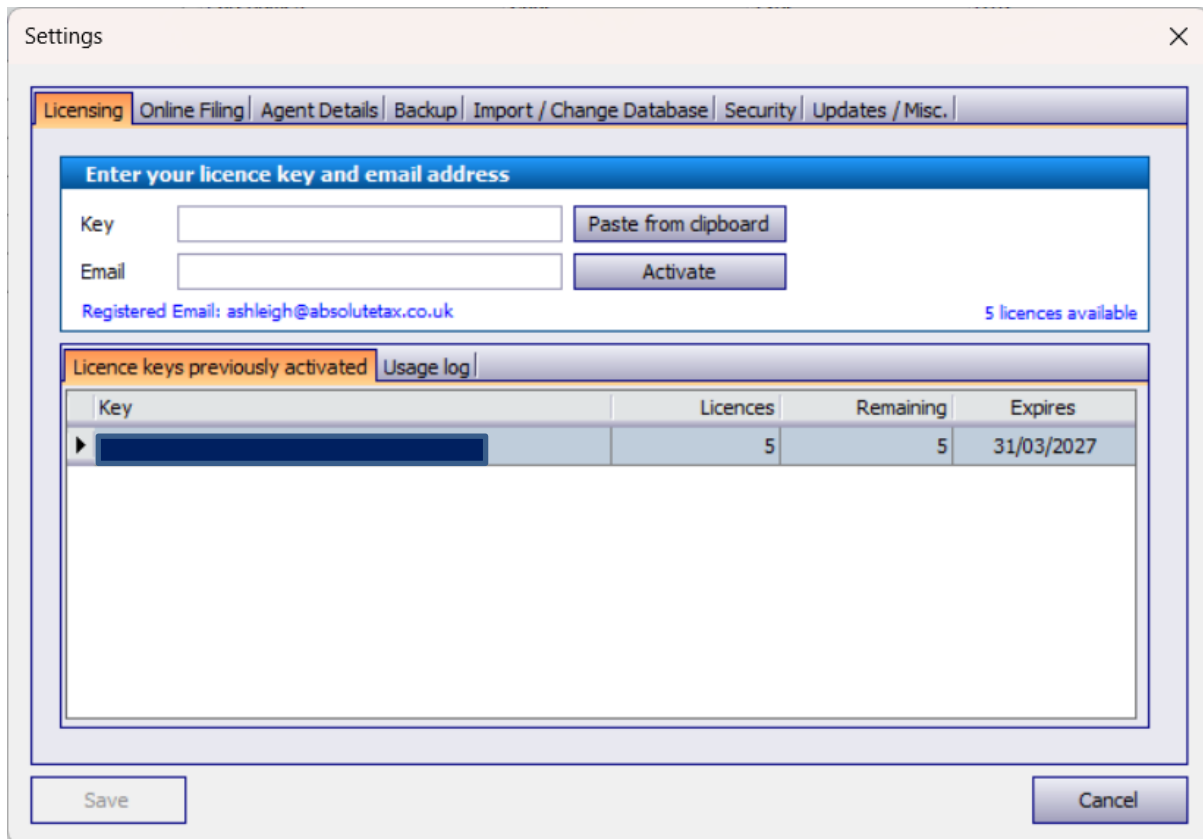 Settings
Licensing Online Filing Agent Details Backup Import / Change Database Security Updates / Misc.
Enter your licence key and email address
Key Paste from clipboard
Email Activate
Registered Email: ashleigh@absolutetax.co.uk 5 licences available
Licence keys previously activated Usage log
Key Licences Remaining Expires
5 5 31/03/2027
Save Cancel